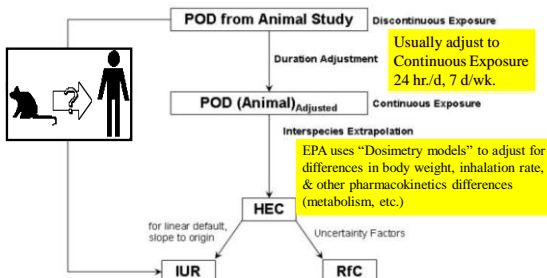 POD from Animal Study
Discontinuous Exposure
Duration Adjustment
Usually adjust to
Continuous Exposure
24 hr./d, 7 d/wk.
?
POD (Animal)Adjusted
Continuous Exposure
Interspecies Extrapolation
EPA uses “Dosimetry models” to adjust for
differences in body weight, inhalation rate,
& other pharmacokinetics differences
(metabolism, etc.)
HEC
for linear default,
slope to origin
Uncertainty Factors
IUR
RfC